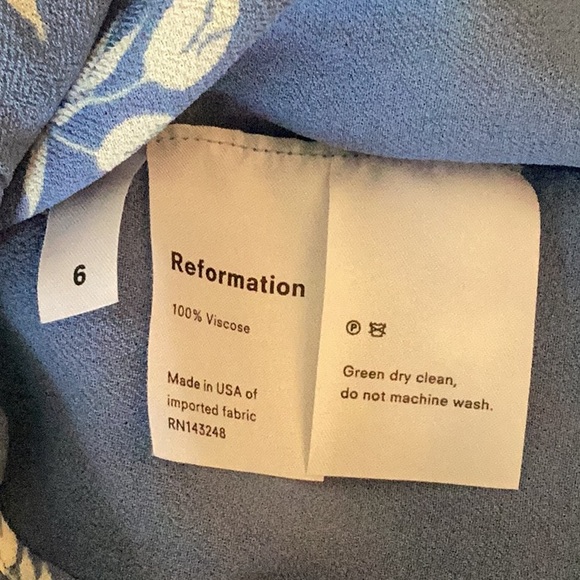 6
Reformation
100% Viscose
Made in USA of
imported fabric
RN143248
P
Green dry clean,
do not machine wash.